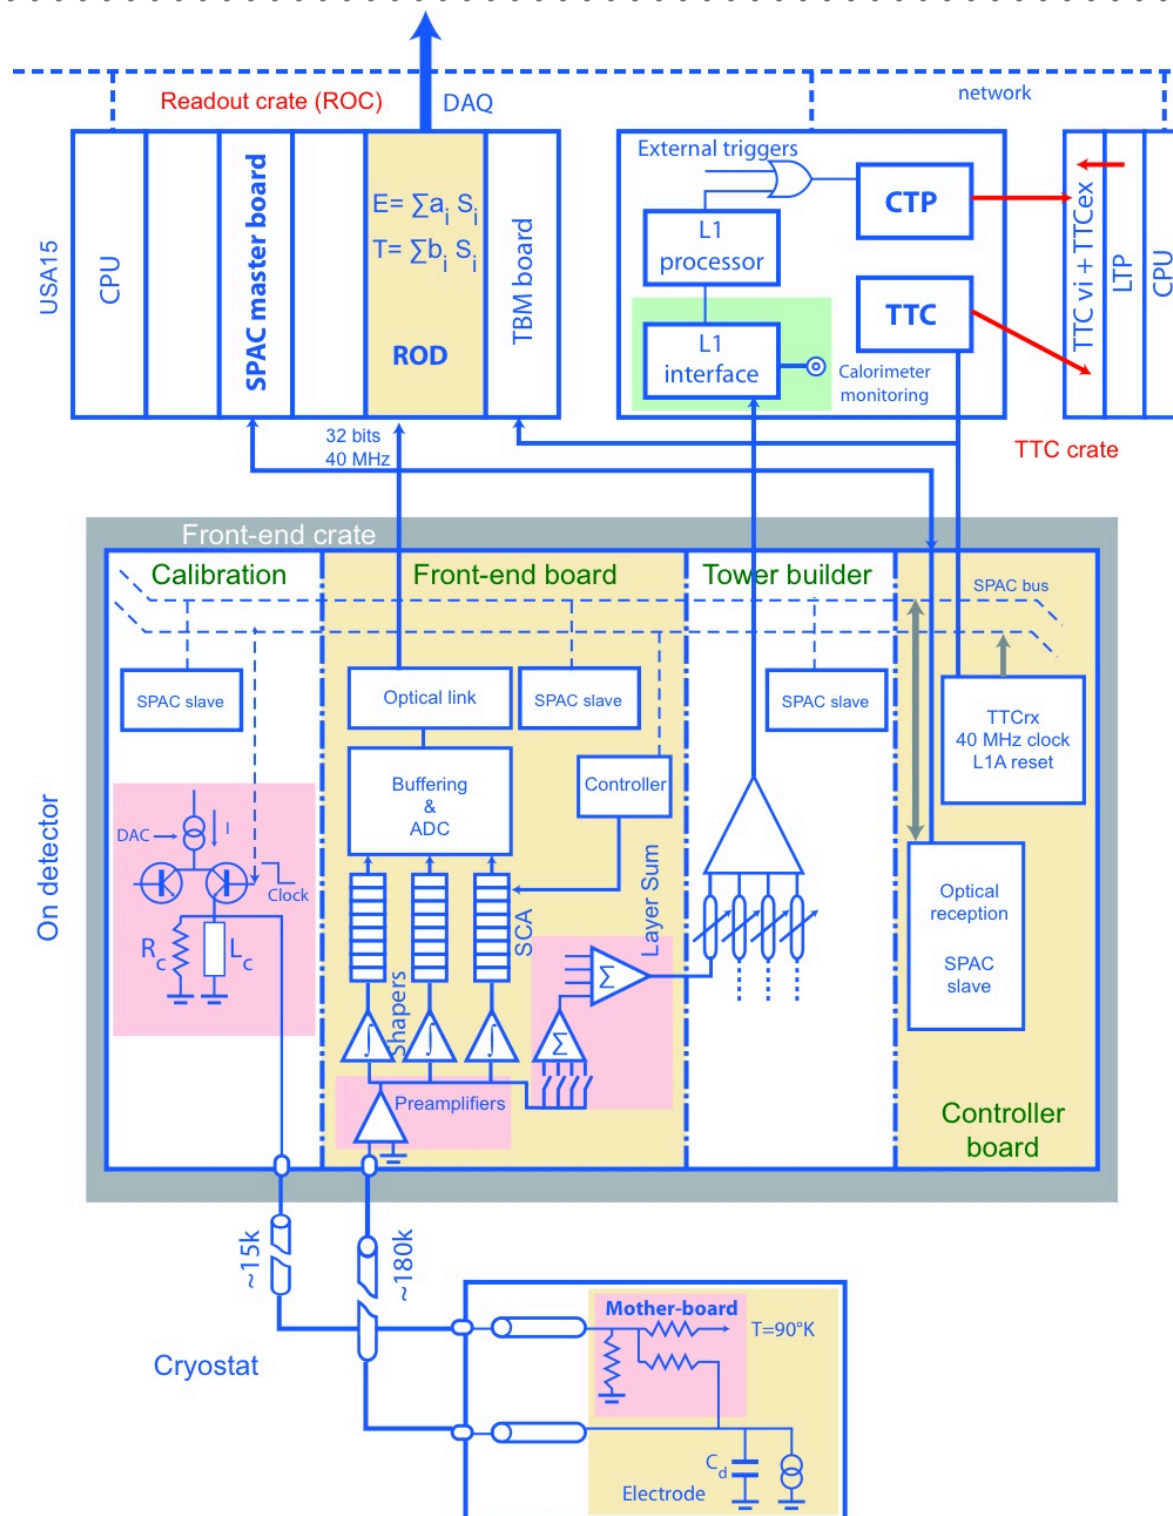 Readout crate (ROC)
DAQ
network
USA15
CPU
SPAC master board
E= ∑aᵢ Sᵢ
T= ∑bᵢ Sᵢ
ROD
TBM board
External triggers
L1
processor
L1
interface
CTP
TTC
Calorimeter
monitoring
TTC vi + TTCex
LTP
CPU
TTC crate
32 bits
40 MHz
Front-end crate
Calibration
Front-end board
Tower builder
SPAC bus
SPAC slave
Optical link
SPAC slave
SPAC slave
TTCrx
40 MHz clock
L1A reset
Buffering
&
ADC
Controller
On detector
DAC
I
Clock
R_c
L_c
SCA
Layer Sum
Shapers
∫
∫
∫
∑
∑
Preamplifiers
Optical
reception
SPAC
slave
Controller
board
~15k
~180k
Cryostat
Mother-board
T=90°K
C_d
Electrode